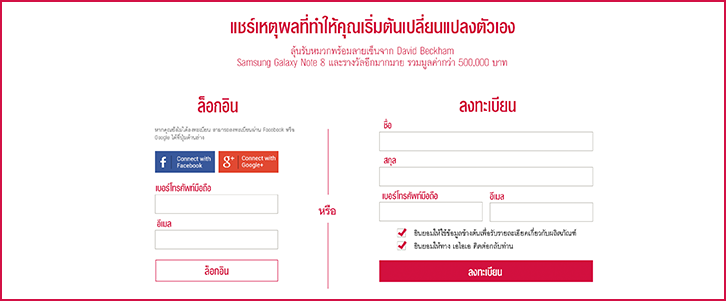 แชร์เหตุผลที่ทำให้คุณเริ่มต้นเปลี่ยนแปลงตัวเอง
ลุ้นรับหมวกพร้อมลายเซ็นจาก David Beckham
Samsung Galaxy Note 8 และรางวัลอีกมากมาย รวมมูลค่ากว่า 500,000 บาท
ล็อกอิน
หากคุณยังไม่ได้ลงทะเบียน สามารถลงทะเบียนผ่าน Facebook หรือ
Google ได้ที่ปุ่มด้านล่าง
f Connect with Facebook
g+ Connect with Google+
เบอร์โทรศัพท์มือถือ
อีเมล
ล็อกอิน
หรือ
ลงทะเบียน
ชื่อ
สกุล
เบอร์โทรศัพท์มือถือ
อีเมล
ยินยอมให้ใช้ข้อมูลข้างต้นเพื่อรับรายละเอียดเกี่ยวกับผลิตภัณฑ์
ยินยอมให้ทาง เอไอเอ ติดต่อกลับท่าน
ลงทะเบียน